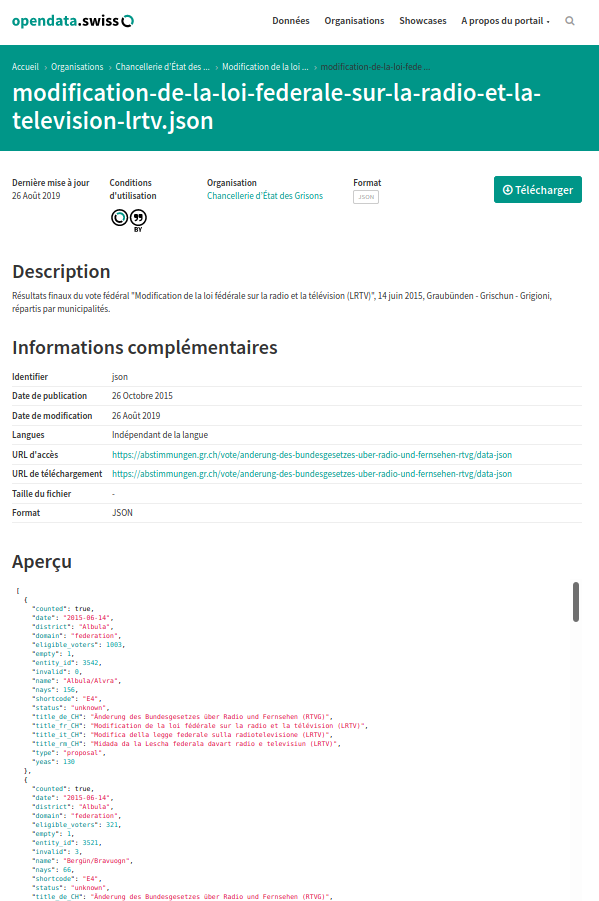 opendata.swiss
Données Organisations Showcases A propos du portail
Accueil › Organisations › Chancellerie d'État des ... › Modification de la loi ... › modification-de-la-loi-fede ...
modification-de-la-loi-federale-sur-la-radio-et-la-
television-lrtv.json
Dernière mise à jour Conditions Organisation Format Télécharger
26 Août 2019 d'utilisation Chancellerie d'État des Grisons JSON
BY
Description
Résultats finaux du vote fédéral "Modification de la loi fédérale sur la radio et la télévision (LRTV)", 14 juin 2015, Graubünden - Grischun - Grigioni,
répartis par municipalités.
Informations complémentaires
Identifier json
Date de publication 26 Octobre 2015
Date de modification 26 Août 2019
Langues Indépendant de la langue
URL d'accès https://abstimmungen.gr.ch/vote/anderung-des-bundesgesetzes-uber-radio-und-fernsehen-rtvg/data-json
URL de téléchargement https://abstimmungen.gr.ch/vote/anderung-des-bundesgesetzes-uber-radio-und-fernsehen-rtvg/data-json
Taille du fichier -
Format JSON
Aperçu
[
{
"counted": true,
"date": "2015-06-14",
"district": "Albula",
"domain": "federation",
"eligible_voters": 1003,
"empty": 1,
"entity_id": 3542,
"invalid": 0,
"name": "Albula/Alvra",
"nays": 156,
"shortcode": "E4",
"status": "unknown",
"title_de_CH": "Änderung des Bundesgesetzes über Radio und Fernsehen (RTVG)",
"title_fr_CH": "Modification de la loi fédérale sur la radio et la télévision (LRTV)",
"title_it_CH": "Modifica della legge federale sulla radiotelevisione (LRTV)",
"title_rm_CH": "Midada da la Lescha federala davart radio e televisiun (LRTV)",
"type": "proposal",
"yeas": 130
},
{
"counted": true,
"date": "2015-06-14",
"district": "Albula",
"domain": "federation",
"eligible_voters": 321,
"empty": 1,
"entity_id": 3521,
"invalid": 3,
"name": "Bergün/Bravuogn",
"nays": 66,
"shortcode": "E4",
"status": "unknown",
"title_de_CH": "Änderung des Bundesgesetzes über Radio und Fernsehen (RTVG)",